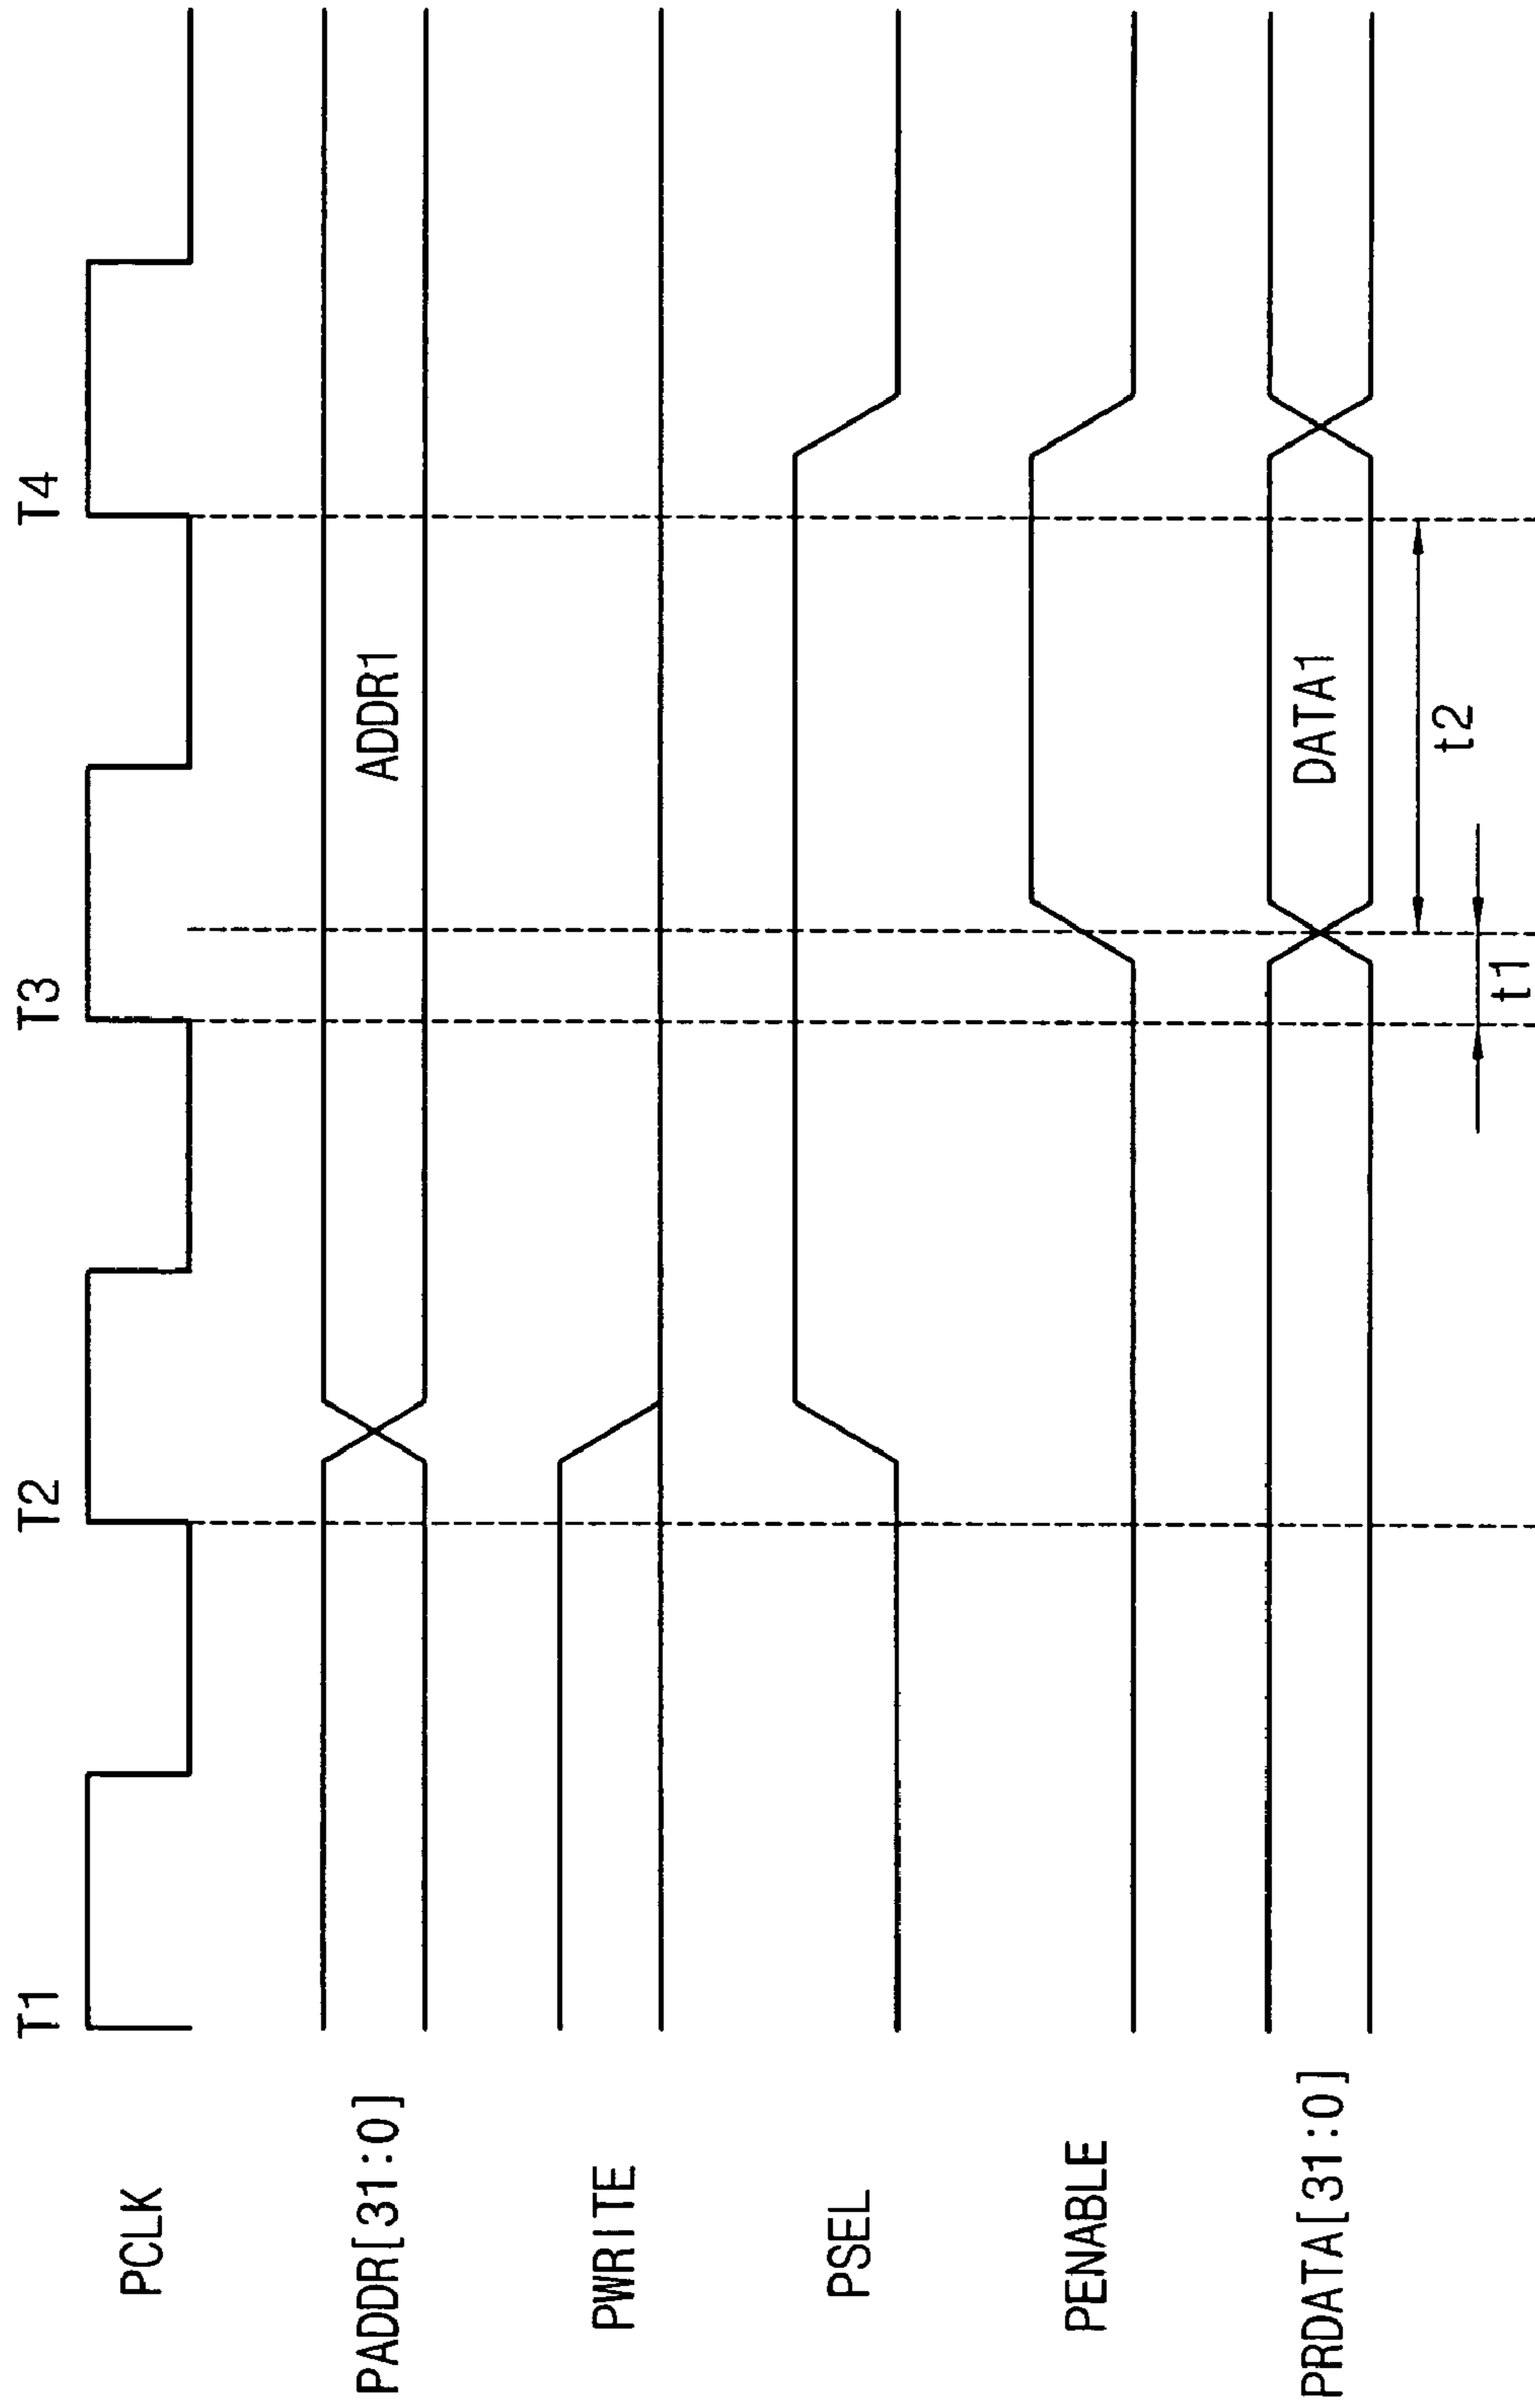 T1 T2 T3 T4
PCLK
PADDR[31:0] ADDR1
PWRITE
PSEL
PENABLE
PRDATA[31:0] DATA1
t2
t1